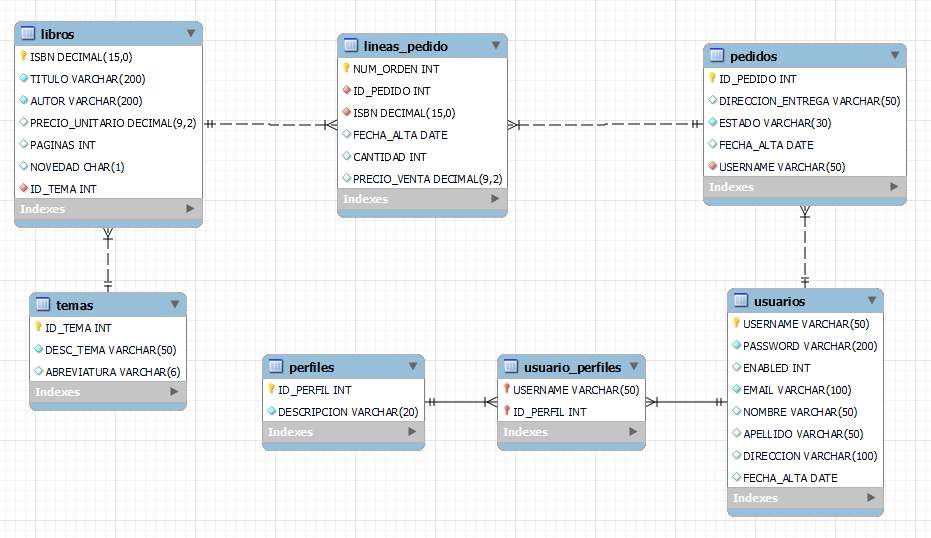 libros
ISBN DECIMAL(15,0)
TITULO VARCHAR(200)
AUTOR VARCHAR(200)
PRECIO_UNITARIO DECIMAL(9,2)
PAGINAS INT
NOVEDAD CHAR(1)
ID_TEMA INT
Indexes
lineas_pedido
NUM_ORDEN INT
ID_PEDIDO INT
ISBN DECIMAL(15,0)
FECHA_ALTA DATE
CANTIDAD INT
PRECIO_VENTA DECIMAL(9,2)
Indexes
pedidos
ID_PEDIDO INT
DIRECCION_ENTREGA VARCHAR(50)
ESTADO VARCHAR(30)
FECHA_ALTA DATE
USERNAME VARCHAR(50)
Indexes
temas
ID_TEMA INT
DESC_TEMA VARCHAR(50)
ABREVIATURA VARCHAR(6)
Indexes
perfiles
ID_PERFIL INT
DESCRIPCION VARCHAR(20)
Indexes
usuario_perfiles
USERNAME VARCHAR(50)
ID_PERFIL INT
Indexes
usuarios
USERNAME VARCHAR(50)
PASSWORD VARCHAR(200)
ENABLED INT
EMAIL VARCHAR(100)
NOMBRE VARCHAR(50)
APELLIDO VARCHAR(50)
DIRECCION VARCHAR(100)
FECHA_ALTA DATE
Indexes